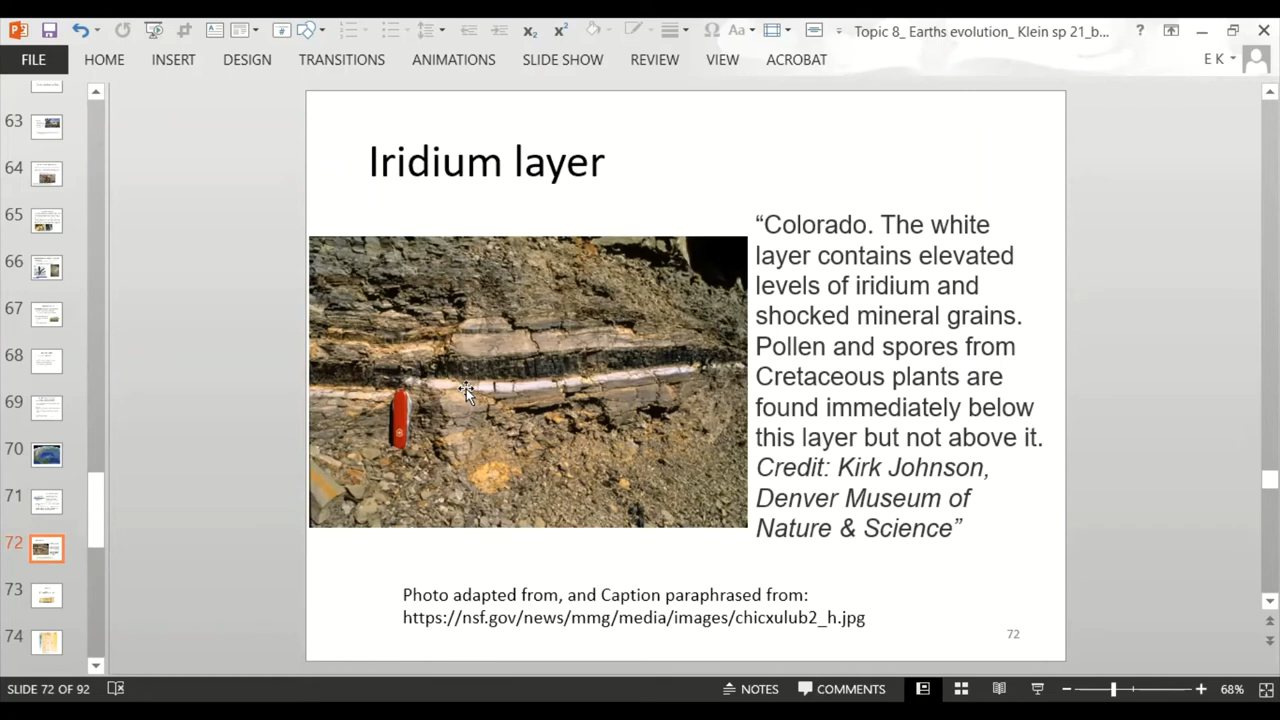 Topic 8_ Earths evolution_ Klein sp 21_b...
?
FILE
HOME
INSERT
DESIGN
TRANSITIONS
ANIMATIONS
SLIDE SHOW
REVIEW
VIEW
ACROBAT
E K
63
64
65
66
67
68
69
70
71
72
73
74
Iridium layer
“Colorado. The white
layer contains elevated
levels of iridium and
shocked mineral grains.
Pollen and spores from
Cretaceous plants are
found immediately below
this layer but not above it.
Credit: Kirk Johnson,
Denver Museum of
Nature & Science”
Photo adapted from, and Caption paraphrased from:
https://nsf.gov/news/mmg/media/images/chicxulub2_h.jpg
72
SLIDE 72 OF 92
NOTES
COMMENTS
68%